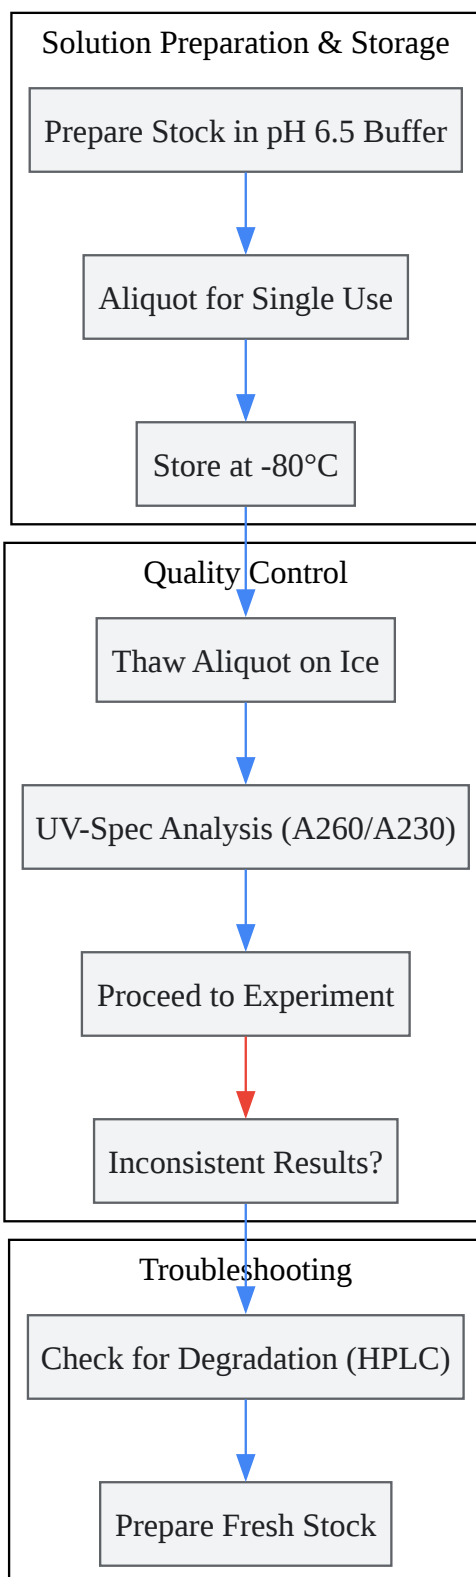 Solution Preparation & Storage
Prepare Stock in pH 6.5 Buffer
Aliquot for Single Use
Store at -80°C
Quality Control
Thaw Aliquot on Ice
UV-Spec Analysis (A260/A230)
Proceed to Experiment
Inconsistent Results?
Troubleshooting
Check for Degradation (HPLC)
Prepare Fresh Stock